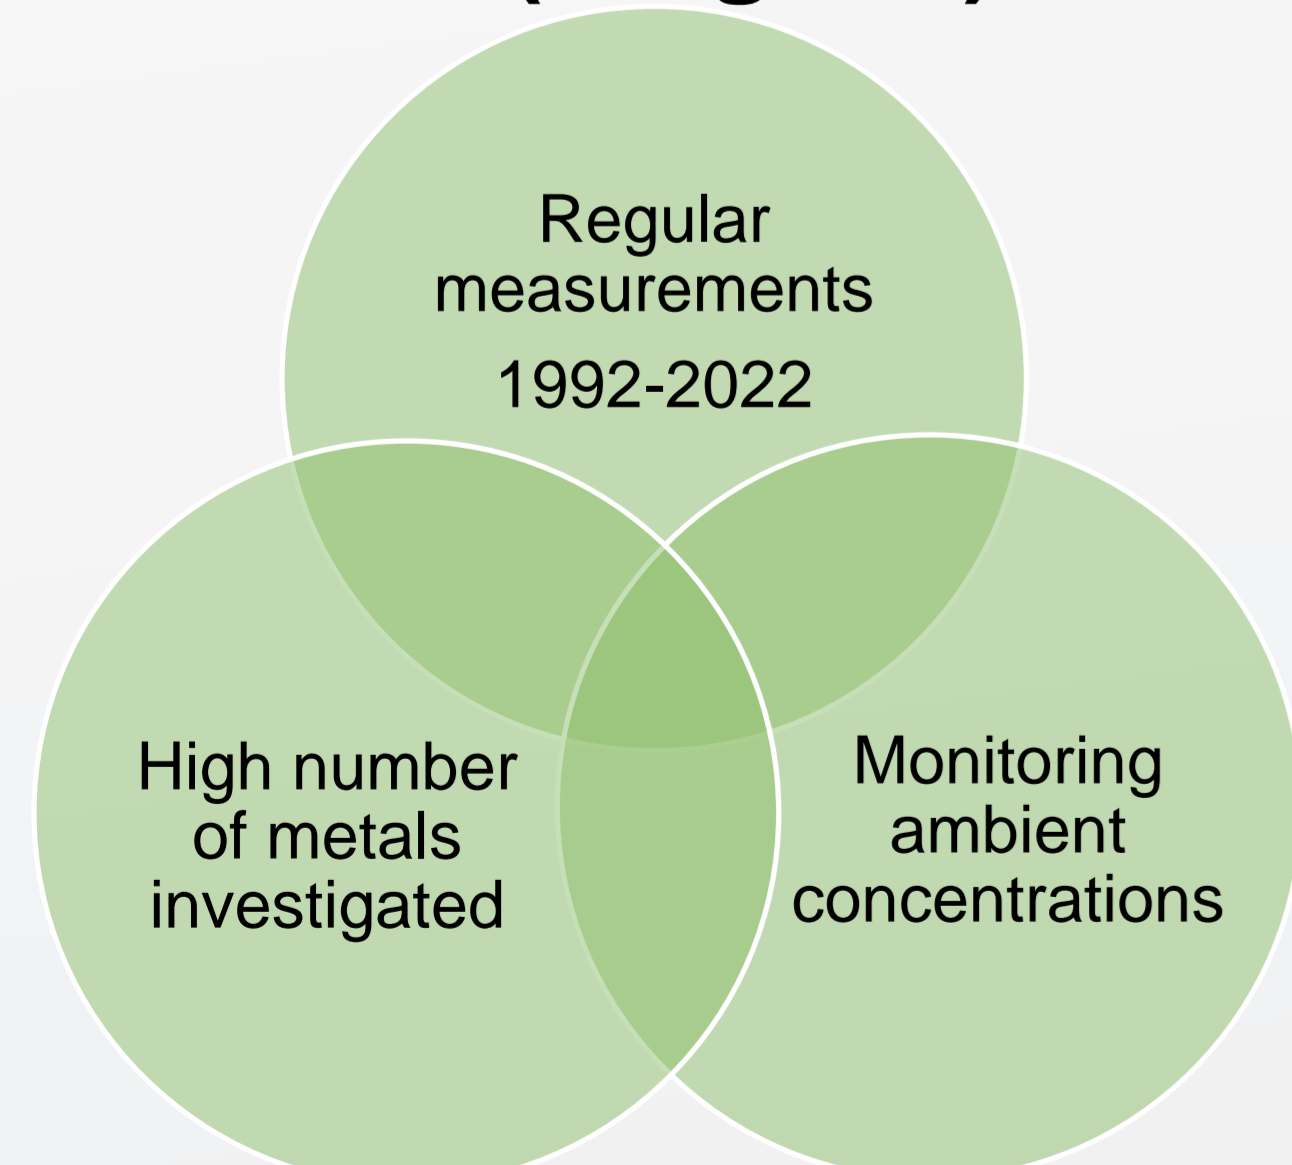 Regular
measurements
1992-2022
High number
of metals
investigated
Monitoring
ambient
concentrations